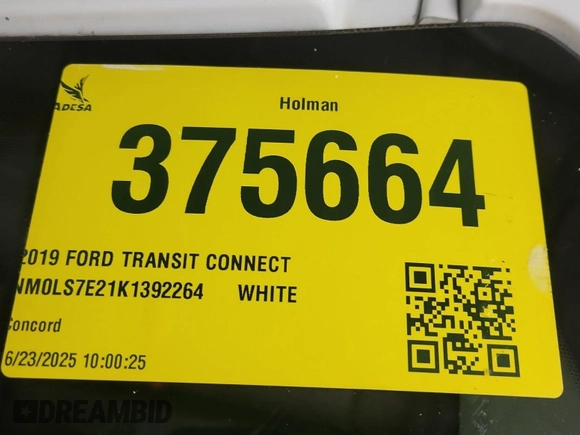 ADESA
Holman
375664
2019 FORD TRANSIT CONNECT
NM0LS7E21K1392264 WHITE
Concord
6/23/2025 10:00:25
DREAMBID